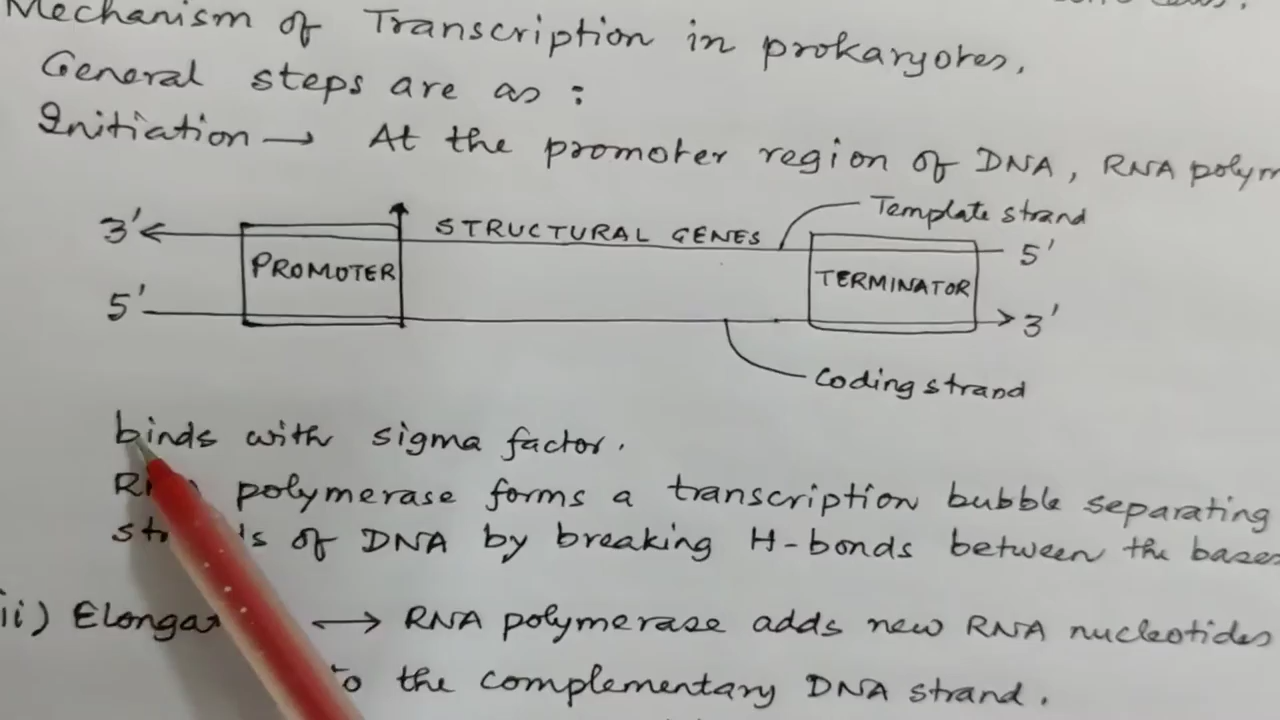 Mechanism of Transcription in prokaryotes.
General steps are as :
Initiation → At the promoter region of DNA, RNA polym
Template strand
3' STRUCTURAL GENES 5'
PROMOTER TERMINATOR
5' 3'
Coding strand
binds with sigma factor.
polymerase forms a transcription bubble separating
of DNA by breaking H-bonds between the bases
ii) Elonga ↔ RNA polymerase adds new RNA nucleotides
to the complementary DNA strand.